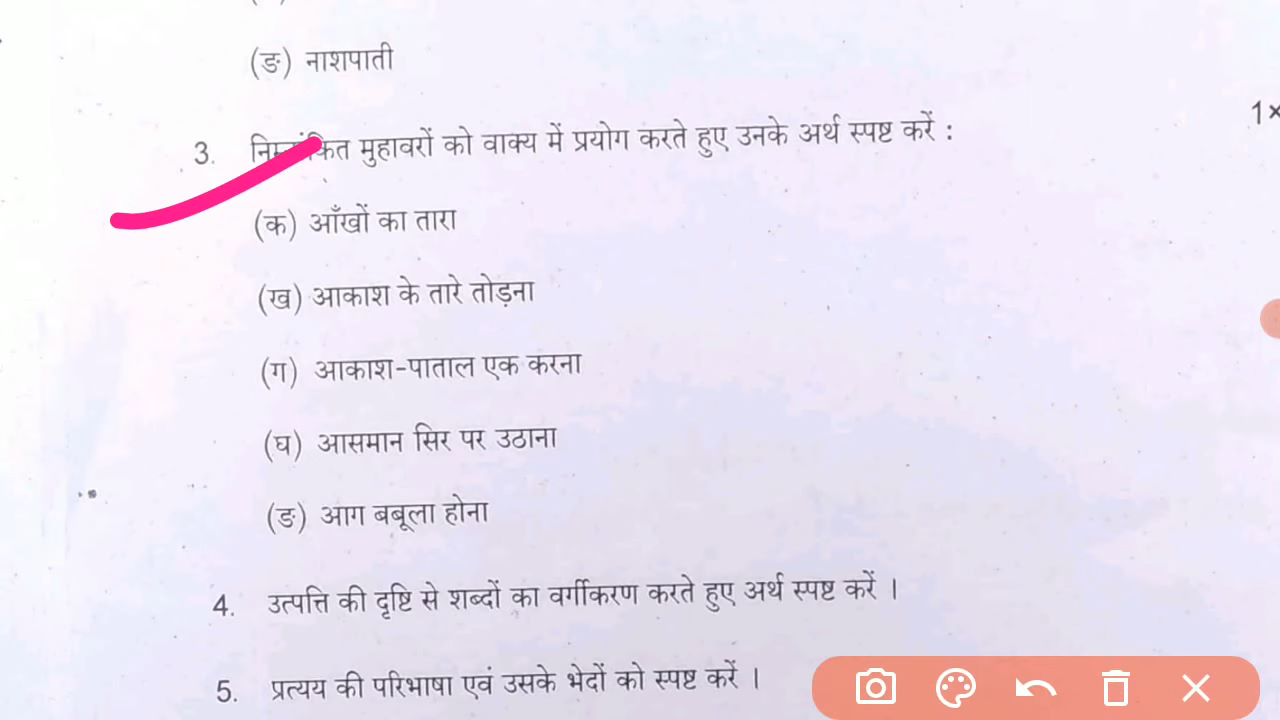 (ङ) नाशपाती
1×
3. निम्नांकित मुहावरों को वाक्य में प्रयोग करते हुए उनके अर्थ स्पष्ट करें :
(क) आँखों का तारा
(ख) आकाश के तारे तोड़ना
(ग) आकाश-पाताल एक करना
(घ) आसमान सिर पर उठाना
(ङ) आग बबूला होना
4. उत्पत्ति की दृष्टि से शब्दों का वर्गीकरण करते हुए अर्थ स्पष्ट करें ।
5. प्रत्यय की परिभाषा एवं उसके भेदों को स्पष्ट करें ।